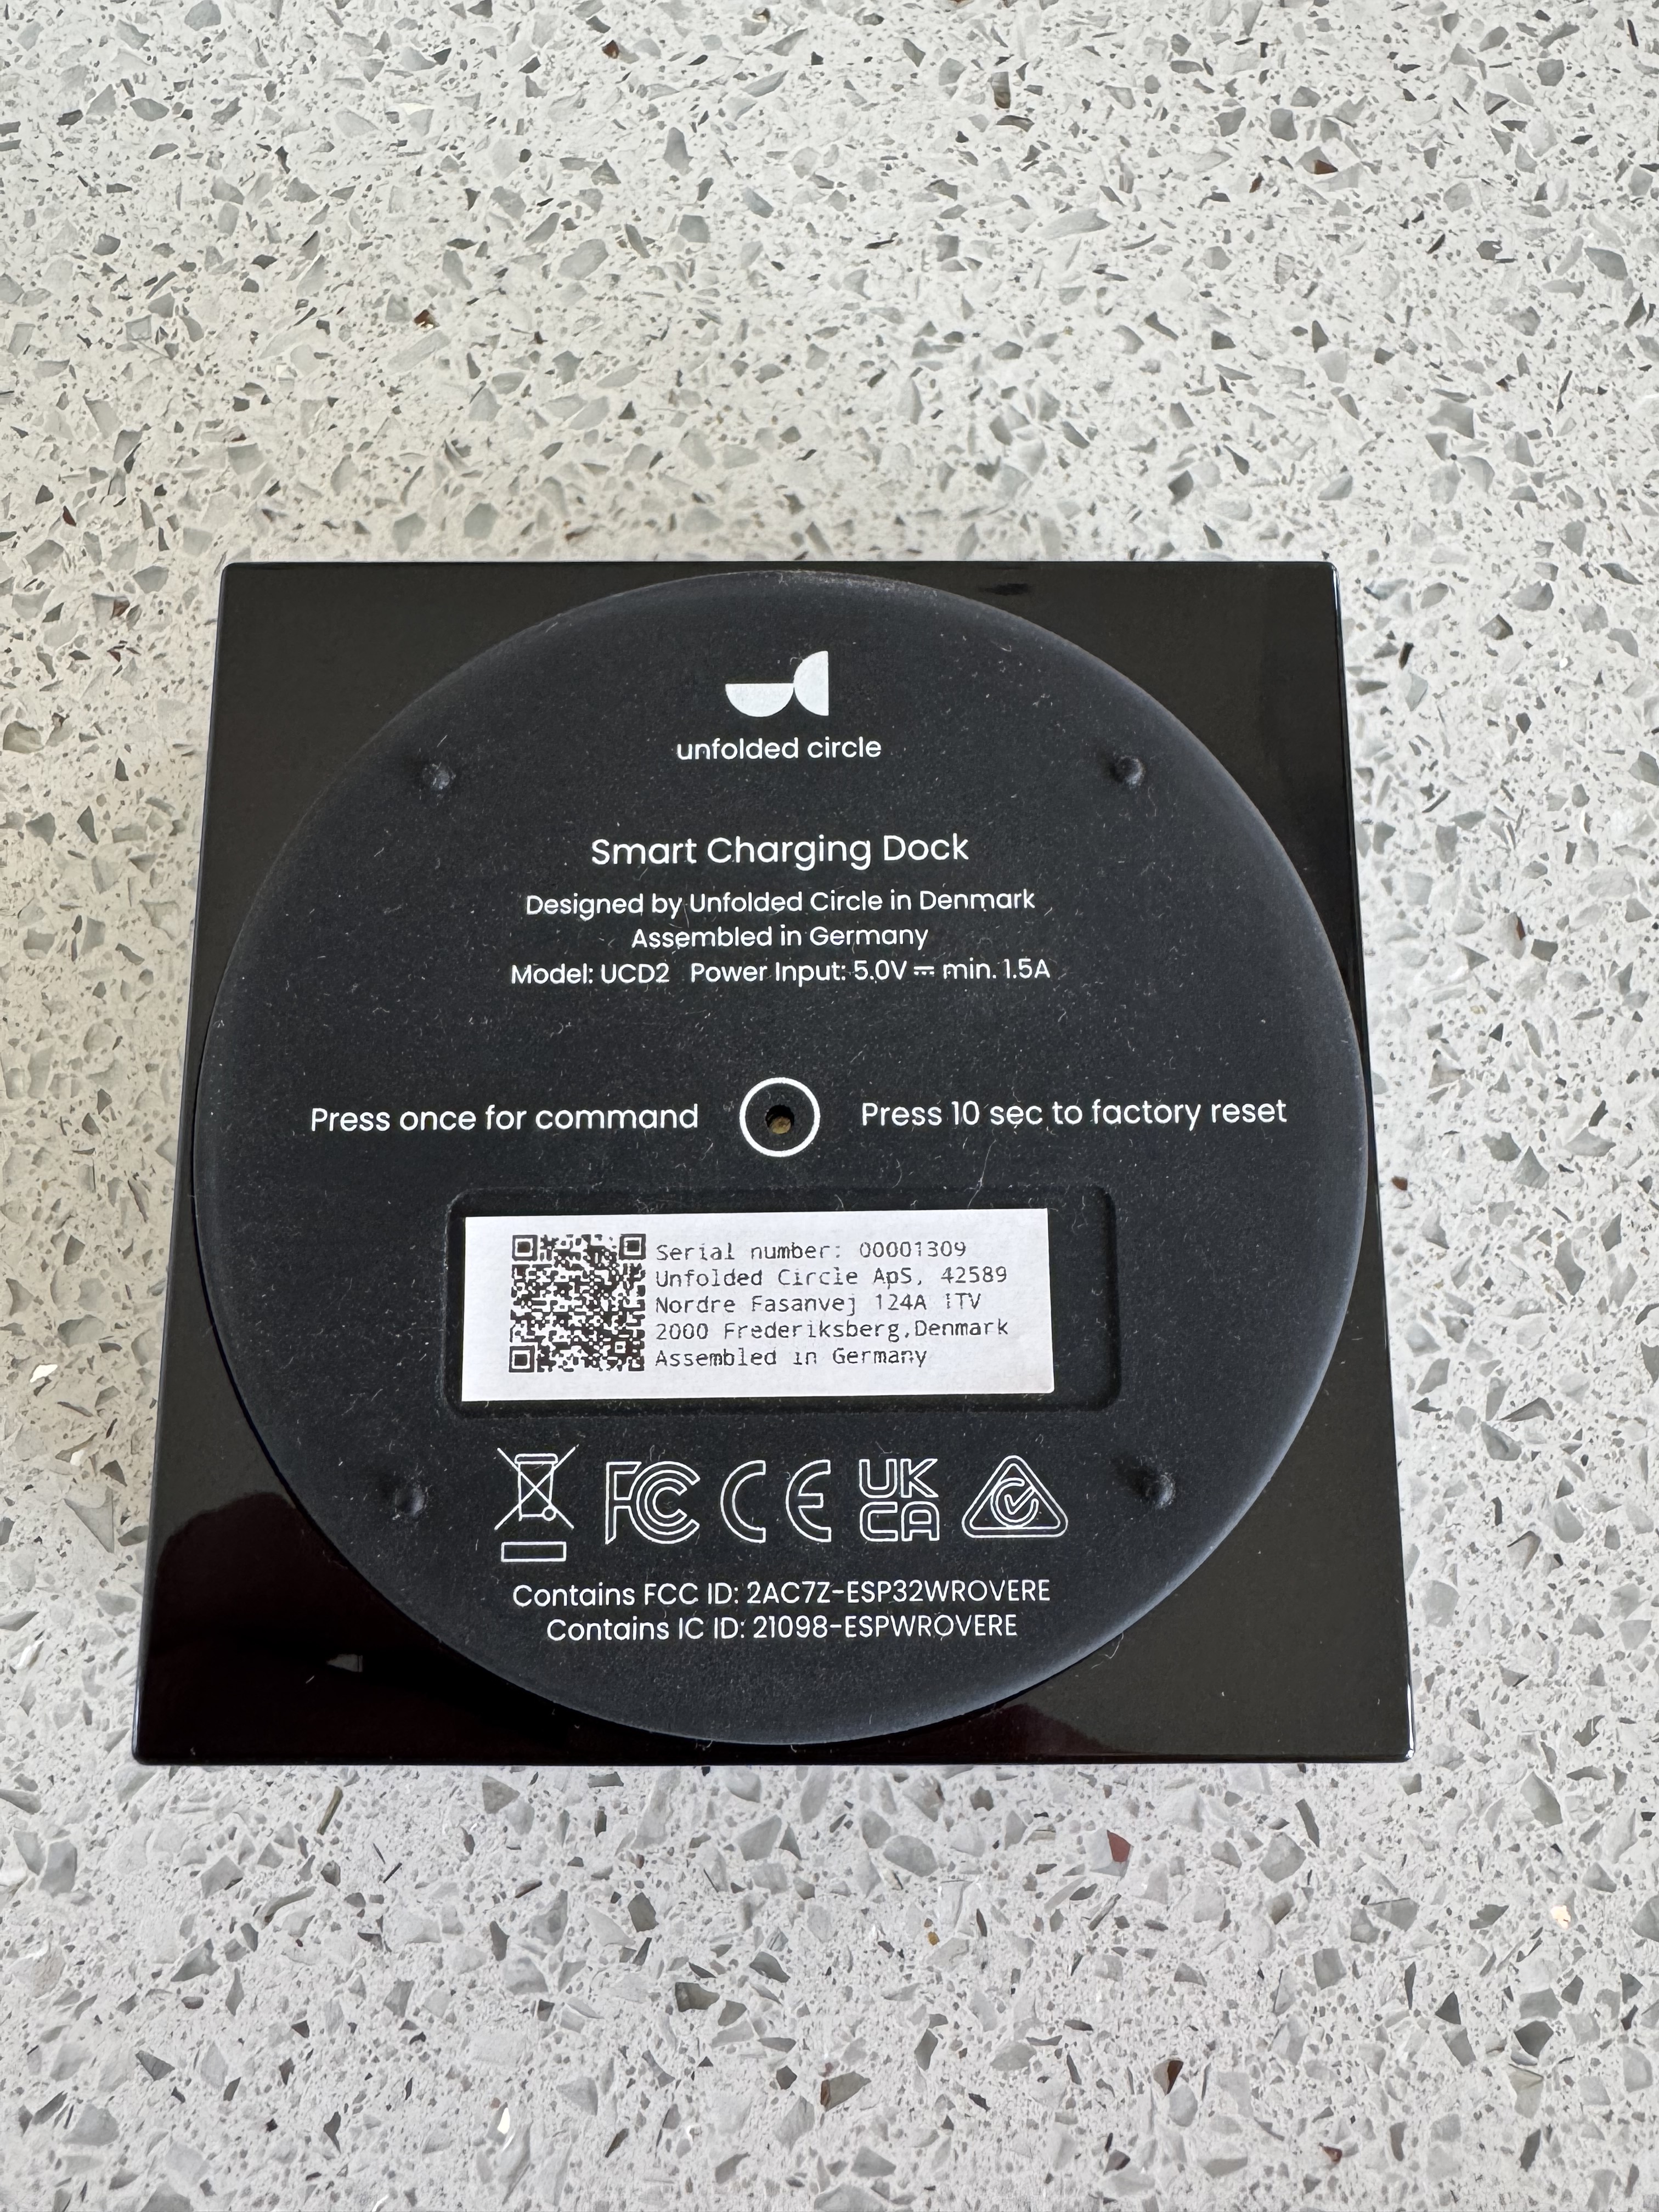 unfolded circle
Smart Charging Dock
Designed by Unfolded Circle in Denmark
Assembled in Germany
Model: UCD2 Power Input: 5.0V ⎓ min. 1.5A
Press once for command
Press 10 sec to factory reset
Serial number: 00001309
Unfolded Circle ApS, 42589
Nordre Fasanvej 124A 1TV
2000 Frederiksberg,Denmark
Assembled in Germany
FC CE UK CA
Contains FCC ID: 2AC7Z-ESP32WROVERE
Contains IC ID: 21098-ESPWROVERE